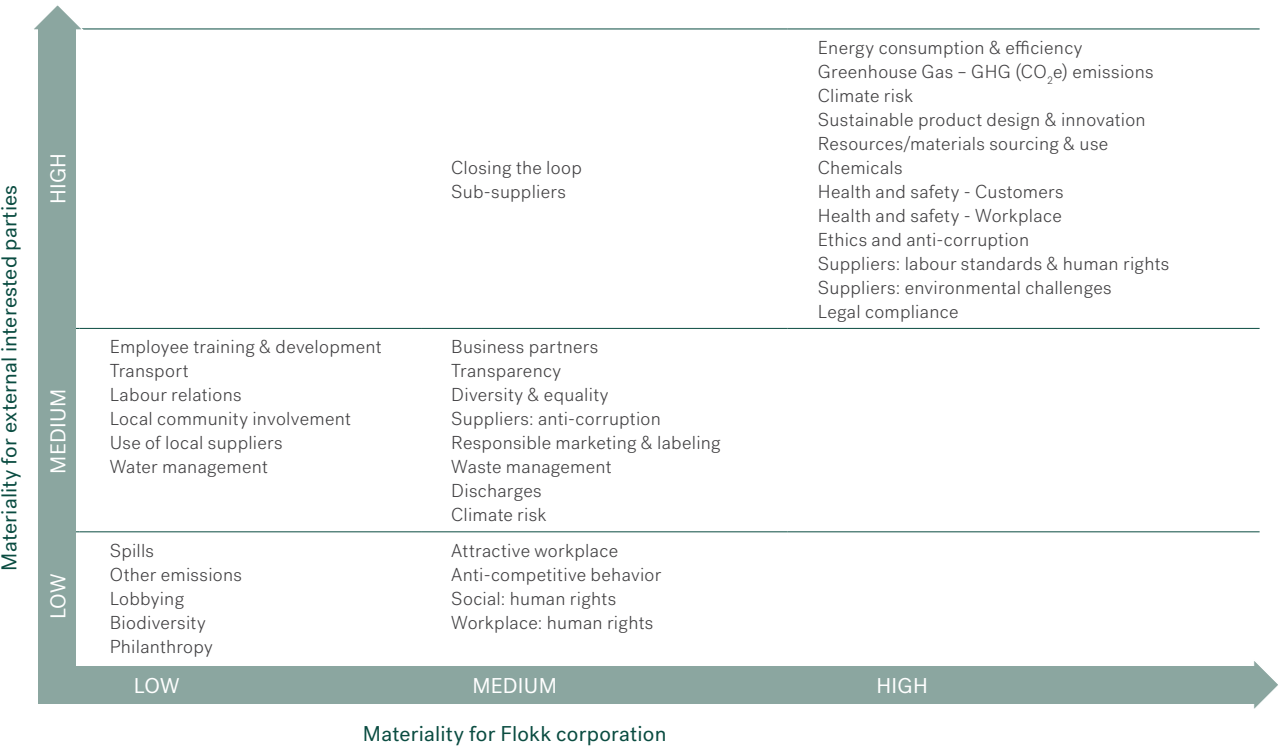 Materiality for external interested parties
HIGH
Closing the loop
Sub-suppliers
Energy consumption & efficiency
Greenhouse Gas – GHG (CO₂e) emissions
Climate risk
Sustainable product design & innovation
Resources/materials sourcing & use
Chemicals
Health and safety - Customers
Health and safety - Workplace
Ethics and anti-corruption
Suppliers: labour standards & human rights
Suppliers: environmental challenges
Legal compliance
MEDIUM
Employee training & development
Transport
Labour relations
Local community involvement
Use of local suppliers
Water management
Business partners
Transparency
Diversity & equality
Suppliers: anti-corruption
Responsible marketing & labeling
Waste management
Discharges
Climate risk
LOW
Spills
Other emissions
Lobbying
Biodiversity
Philanthropy
Attractive workplace
Anti-competitive behavior
Social: human rights
Workplace: human rights
LOW
MEDIUM
HIGH
Materiality for Flokk corporation